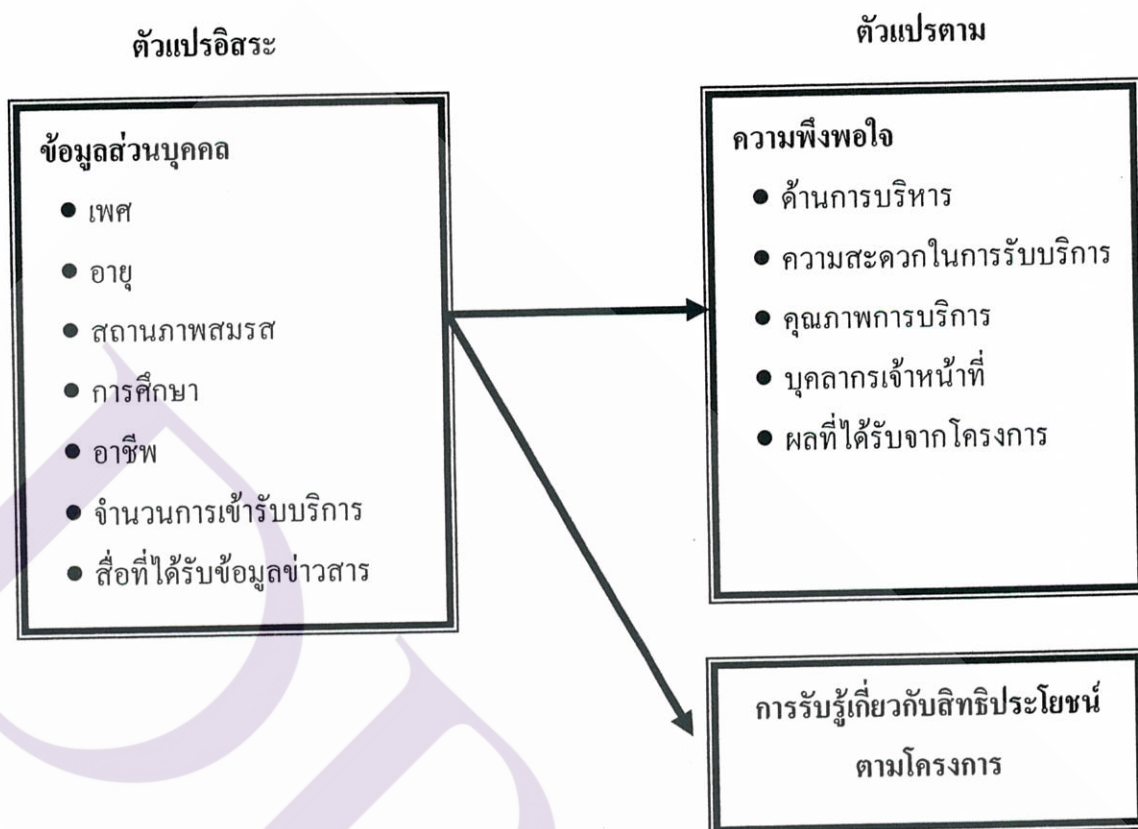 ตัวแปรอิสระ
ข้อมูลส่วนบุคคล
● เพศ
● อายุ
● สถานภาพสมรส
● การศึกษา
● อาชีพ
● จำนวนการเข้ารับบริการ
● สื่อที่ได้รับข้อมูลข่าวสาร
ตัวแปรตาม
ความพึงพอใจ
● ด้านการบริหาร
● ความสะดวกในการรับบริการ
● คุณภาพการบริการ
● บุคลากรเจ้าหน้าที่
● ผลที่ได้รับจากโครงการ
การรับรู้เกี่ยวกับสิทธิประโยชน์
ตามโครงการ